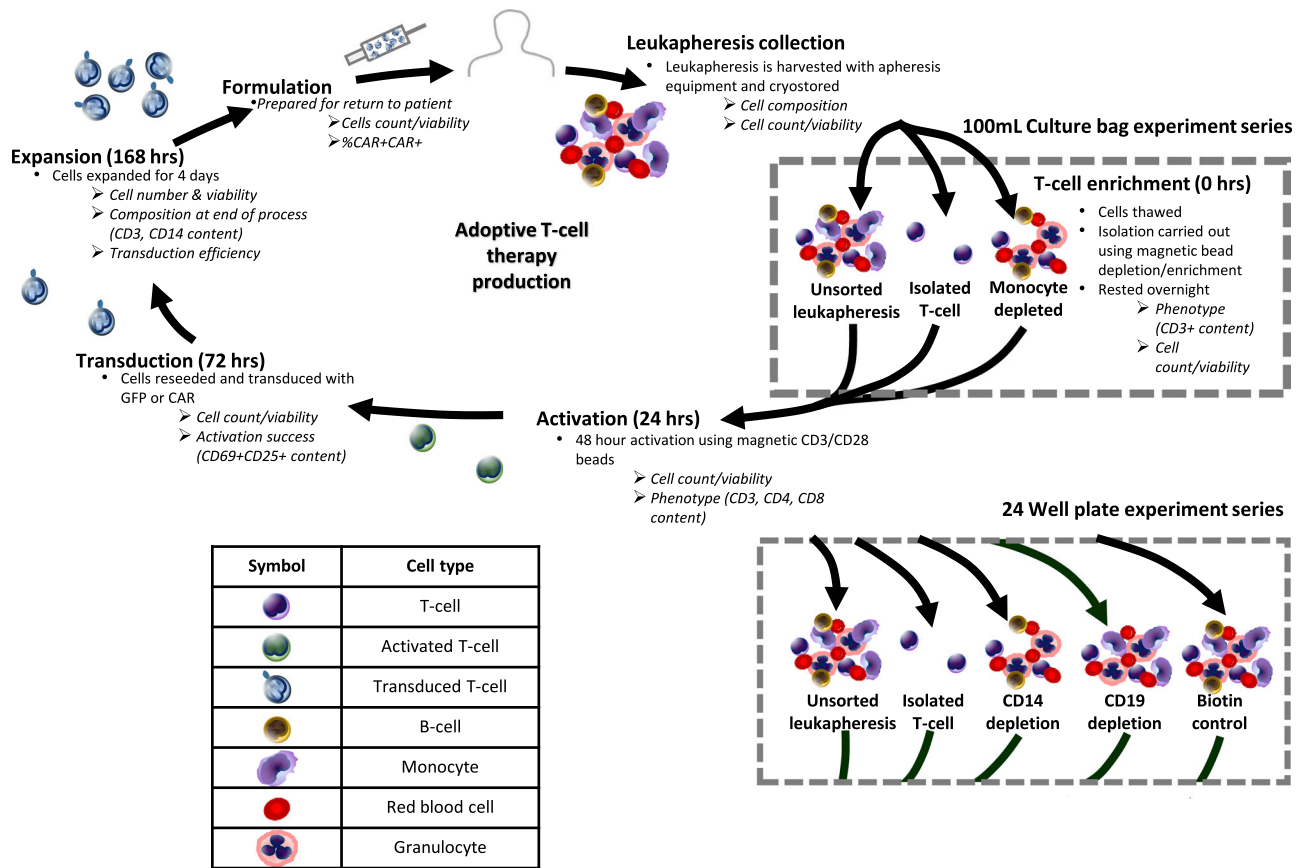 Leukapheresis collection
• Leukapheresis is harvested with apheresis
equipment and cryostored
➢ Cell composition
➢ Cell count/viability
Formulation
•Prepared for return to patient
➢Cells count/viability
➢%CAR+CAR+
Expansion (168 hrs)
• Cells expanded for 4 days
➢ Cell number & viability
➢ Composition at end of process
(CD3, CD14 content)
➢ Transduction efficiency
Adoptive T-cell
therapy
production
100mL Culture bag experiment series
T-cell enrichment (0 hrs)
• Cells thawed
• Isolation carried out
using magnetic bead
depletion/enrichment
• Rested overnight
➢ Phenotype
(CD3+ content)
➢ Cell
count/viability
Unsorted
leukapheresis
Isolated
T-cell
Monocyte
depleted
Transduction (72 hrs)
• Cells reseeded and transduced with
GFP or CAR
➢ Cell count/viability
➢ Activation success
(CD69+CD25+ content)
Activation (24 hrs)
• 48 hour activation using magnetic CD3/CD28
beads
➢ Cell count/viability
➢ Phenotype (CD3, CD4, CD8
content)
24 Well plate experiment series
Unsorted
leukapheresis
Isolated
T-cell
CD14
depletion
CD19
depletion
Biotin
control
Symbol Cell type
T-cell
Activated T-cell
Transduced T-cell
B-cell
Monocyte
Red blood cell
Granulocyte